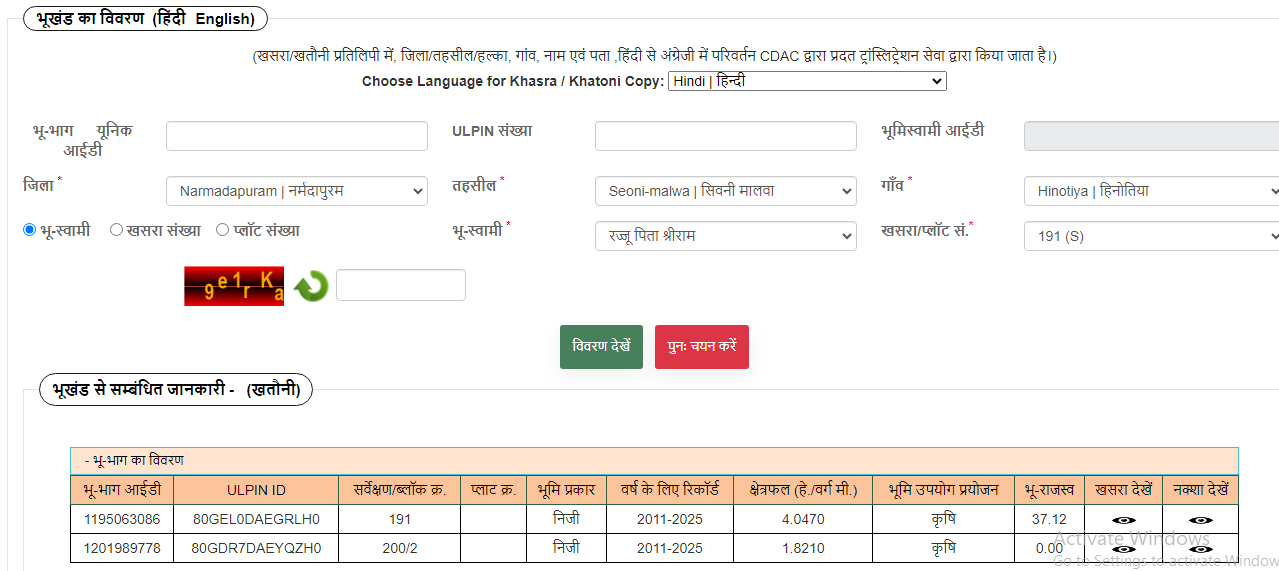 भूखंड का विवरण (हिंदी English)
(खसरा/खतौनी प्रतिलिपी में, जिला/तहसील/हल्का, गांव, नाम एवं पता ,हिंदी से अंग्रेजी में परिवर्तन CDAC द्वारा प्रदत ट्रांस्लिट्रेशन सेवा द्वारा किया जाता है।)
Choose Language for Khasra / Khatoni Copy: Hindi | हिन्दी
भू-भाग यूनिक आईडी ULPIN संख्या भूमिस्वामी आईडी
जिला * Narmadapuram | नर्मदापुरम तहसील * Seoni-malwa | सिवनी मालवा गाँव * Hinotiya | हिनोतिया
भू-स्वामी खसरा संख्या प्लॉट संख्या भू-स्वामी * रज्जू पिता श्रीराम खसरा/प्लॉट सं.* 191 (S)
9e1rKa
विवरण देखें पुनः चयन करें
भूखंड से सम्बंधित जानकारी - (खतौनी)
- भू-भाग का विवरण
भू-भाग आईडी ULPIN ID सर्वेक्षण/ब्लॉक क्र. प्लाट क्र. भूमि प्रकार वर्ष के लिए रिकॉर्ड क्षेत्रफल (हे./वर्ग मी.) भूमि उपयोग प्रयोजन भू-राजस्व खसरा देखें नक्शा देखें
1195063086 80GEL0DAEGRLH0 191 निजी 2011-2025 4.0470 कृषि 37.12
1201989778 80GDR7DAEYQZH0 200/2 निजी 2011-2025 1.8210 कृषि 0.00
Activate Windows
Go to Settings to activate Window